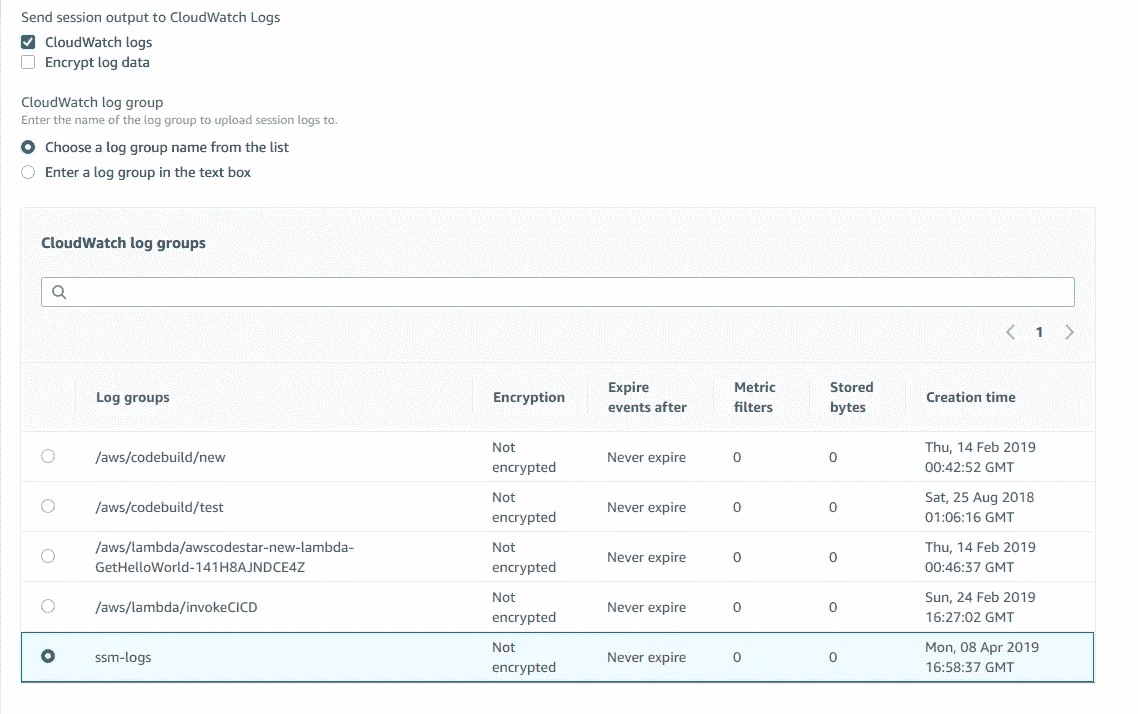 Send session output to CloudWatch Logs
CloudWatch logs
Encrypt log data
CloudWatch log group
Enter the name of the log group to upload session logs to.
Choose a log group name from the list
Enter a log group in the text box
CloudWatch log groups
1
Log groups Encryption Expire events after Metric filters Stored bytes Creation time
/aws/codebuild/new Not encrypted Never expire 0 0 Thu, 14 Feb 2019 00:42:52 GMT
/aws/codebuild/test Not encrypted Never expire 0 0 Sat, 25 Aug 2018 01:06:16 GMT
/aws/lambda/awscodestar-new-lambda-GetHelloWorld-141H8AJNDCE4Z Not encrypted Never expire 0 0 Thu, 14 Feb 2019 00:46:37 GMT
/aws/lambda/invokeCICD Not encrypted Never expire 0 0 Sun, 24 Feb 2019 16:27:02 GMT
ssm-logs Not encrypted Never expire 0 0 Mon, 08 Apr 2019 16:58:37 GMT